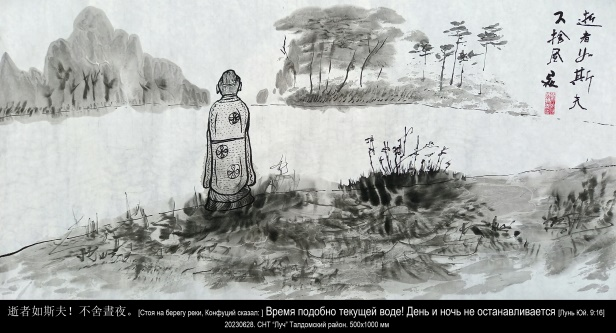 逝者如斯夫
不捨
逝者如斯夫！不舍晝夜。 [Стоя на берегу реки, Конфуций сказал: ] Время подобно текущей воде! День и ночь не останавливается [Лунь Юй. 9:16]
20230628. СНТ "Луч" Талдомский район. 500x1000 мм